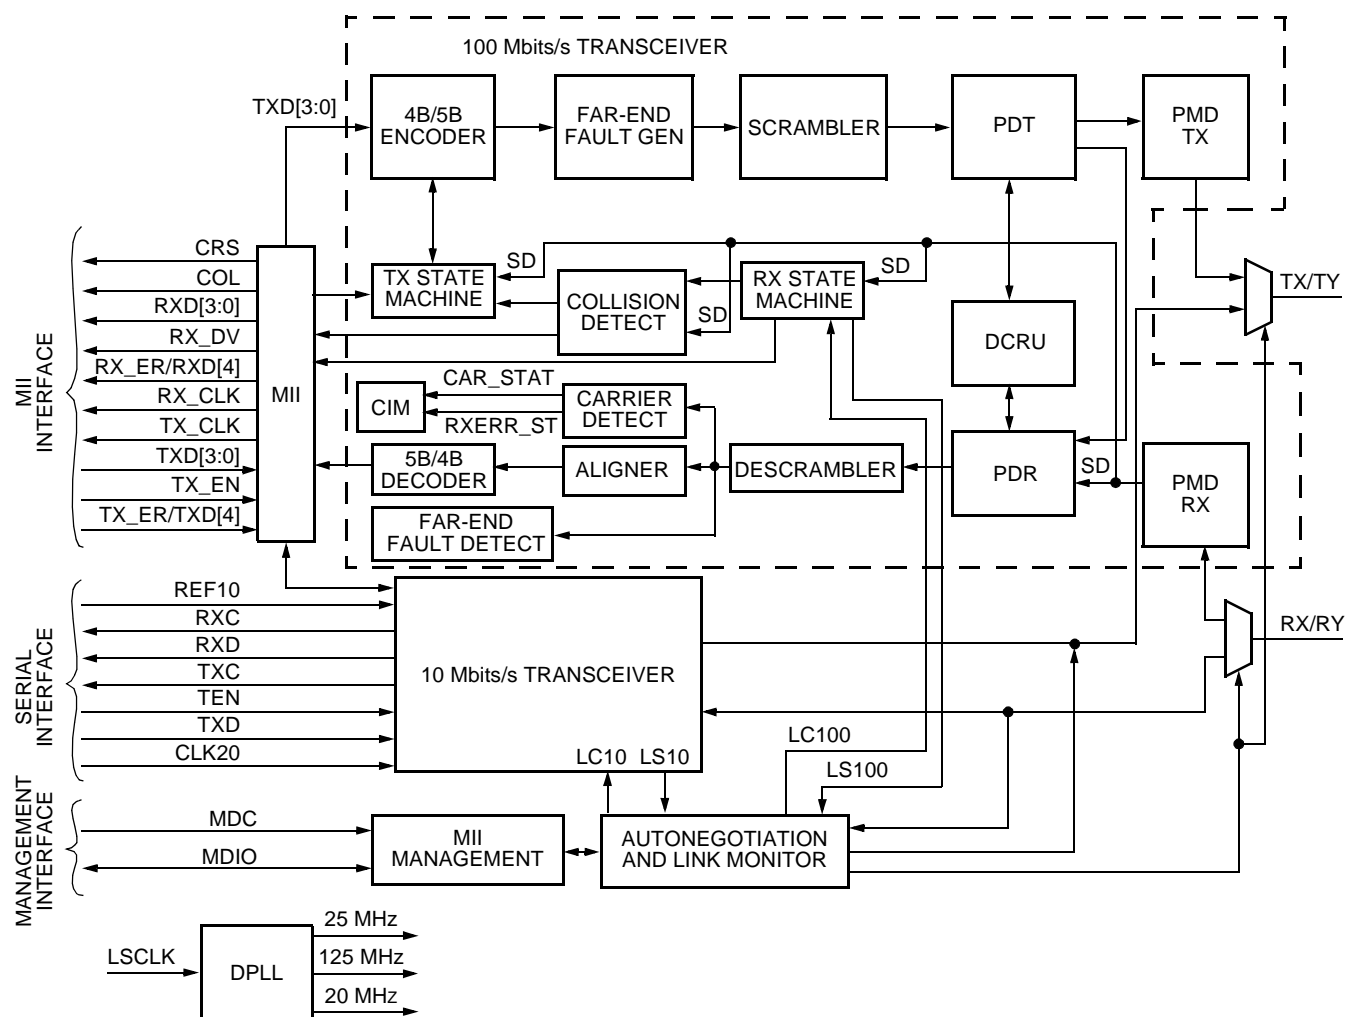 100 Mbits/s TRANSCEIVER
TXD[3:0]
4B/5B
ENCODER
FAR-END
FAULT GEN
SCRAMBLER
PDT
PMD
TX
MII
INTERFACE
CRS
COL
RXD[3:0]
RX_DV
RX_ER/RXD[4]
RX_CLK
TX_CLK
TXD[3:0]
TX_EN
TX_ER/TXD[4]
MII
TX STATE
MACHINE
SD
COLLISION
DETECT
SD
RX STATE
MACHINE
SD
DCRU
TX/TY
CIM
CAR_STAT
RXERR_ST
CARRIER
DETECT
5B/4B
DECODER
ALIGNER
DESCRAMBLER
PDR
SD
PMD
RX
FAR-END
FAULT DETECT
SERIAL
INTERFACE
REF10
RXC
RXD
TXC
TEN
TXD
CLK20
10 Mbits/s TRANSCEIVER
LC10
LS10
RX/RY
LC100
LS100
MANAGEMENT
INTERFACE
MDC
MDIO
MII
MANAGEMENT
AUTONEGOTIATION
AND LINK MONITOR
LSCLK
DPLL
25 MHz
125 MHz
20 MHz